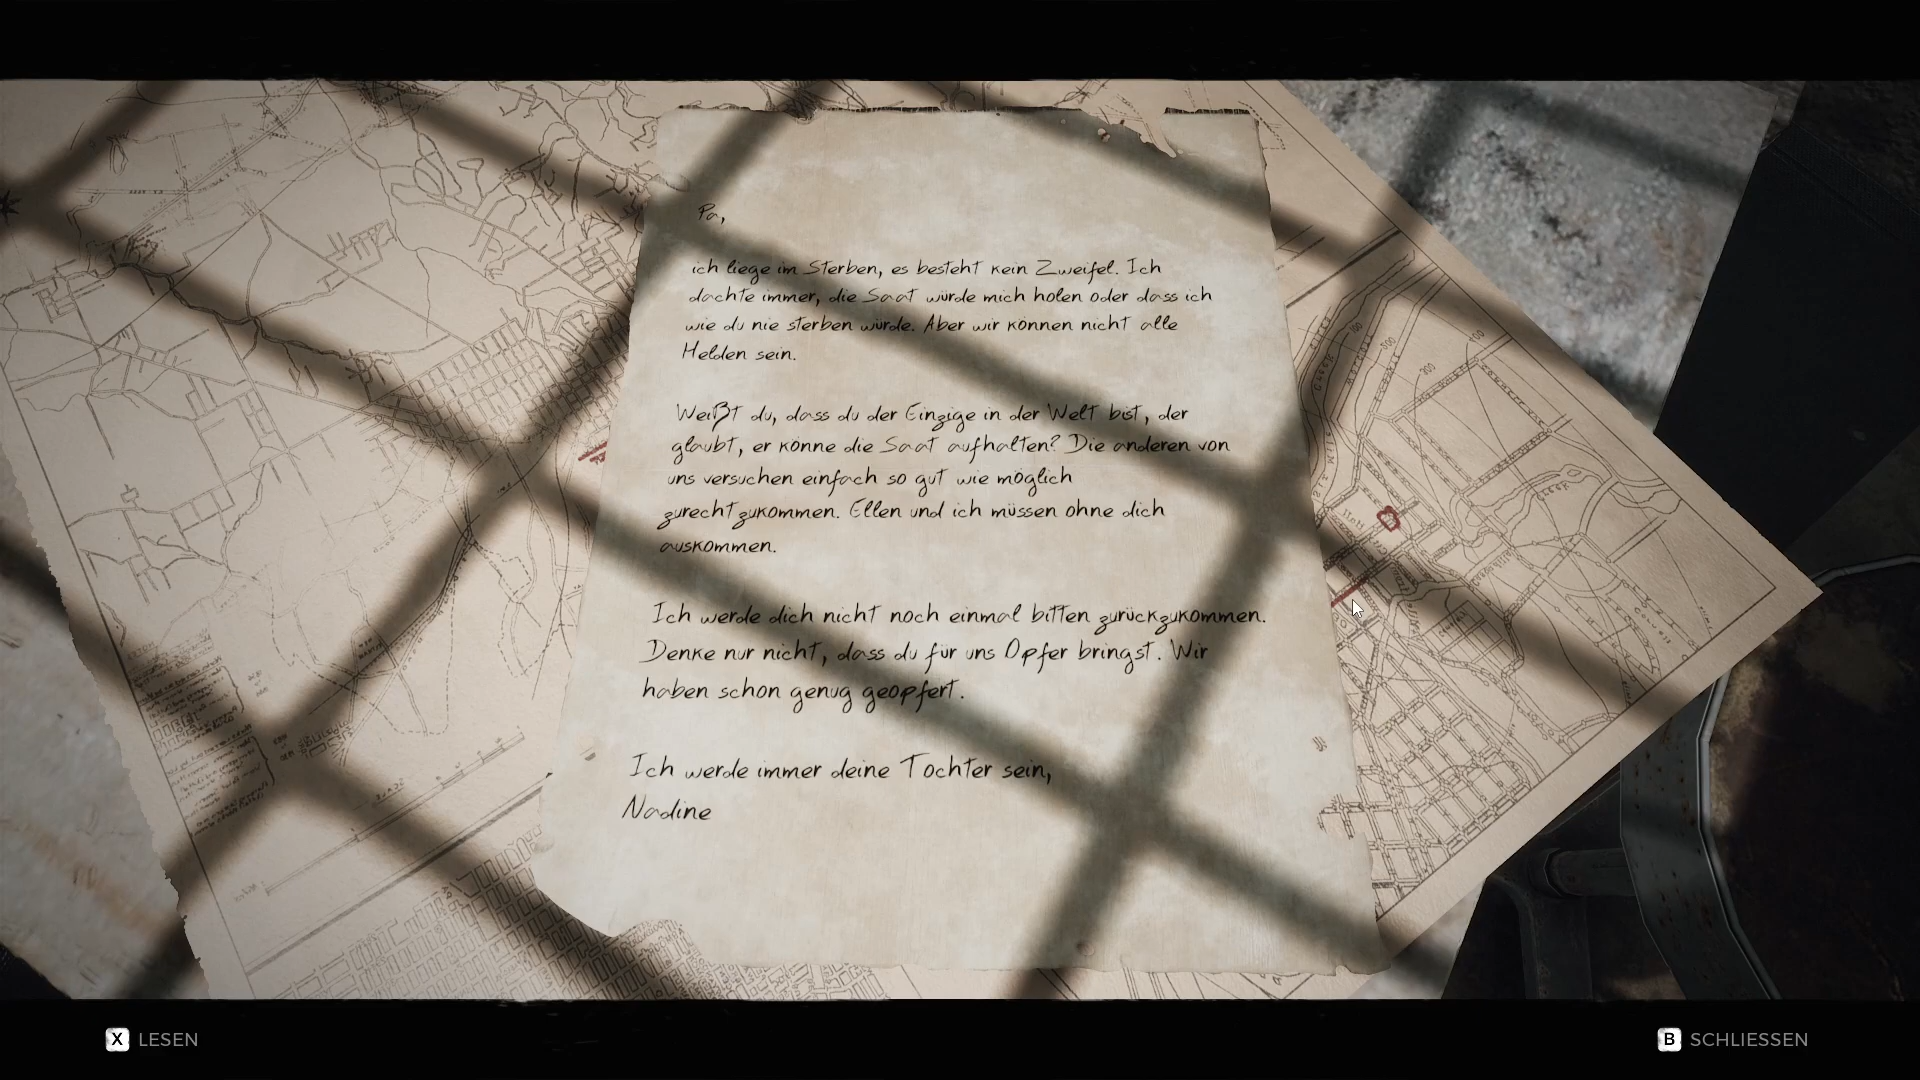 Pa,
ich liege im Sterben, es besteht kein Zweifel. Ich
dachte immer, die Saat würde mich holen oder dass ich
wie du nie sterben würde. Aber wir können nicht alle
Helden sein.
Weißt du, dass du der Einzige in der Welt bist, der
glaubt, er könne die Saat aufhalten? Die anderen von
uns versuchen einfach so gut wie möglich
zurechtzukommen. Ellen und ich müssen ohne dich
auskommen.
Ich werde dich nicht noch einmal bitten zurückzukommen.
Denke nur nicht, dass du für uns Opfer bringst. Wir
haben schon genug geopfert.
Ich werde immer deine Tochter sein,
Nadine
X LESEN
B SCHLIESSEN